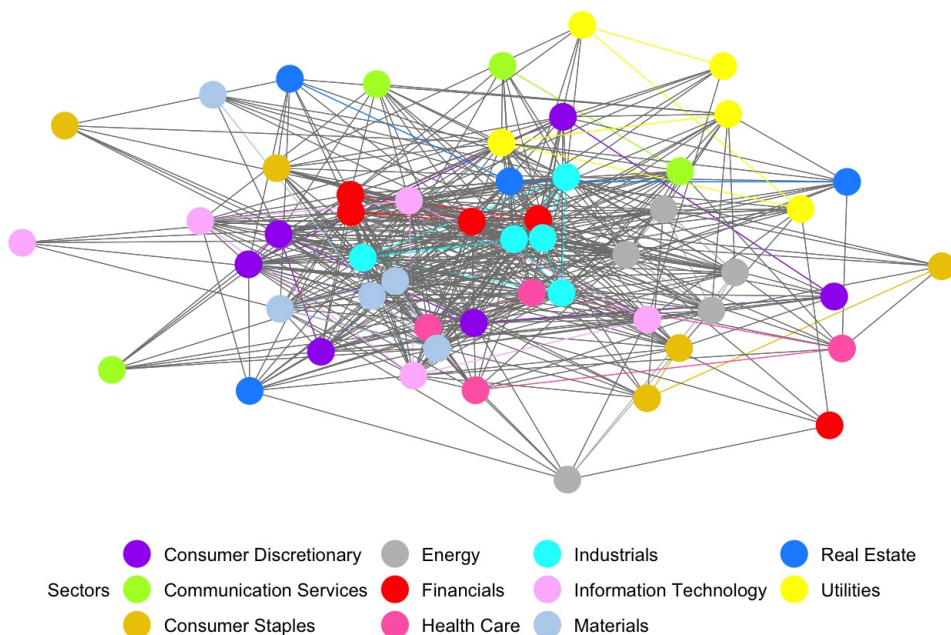 Consumer Discretionary Energy Industrials Real Estate
Sectors Communication Services Financials Information Technology Utilities
Consumer Staples Health Care Materials